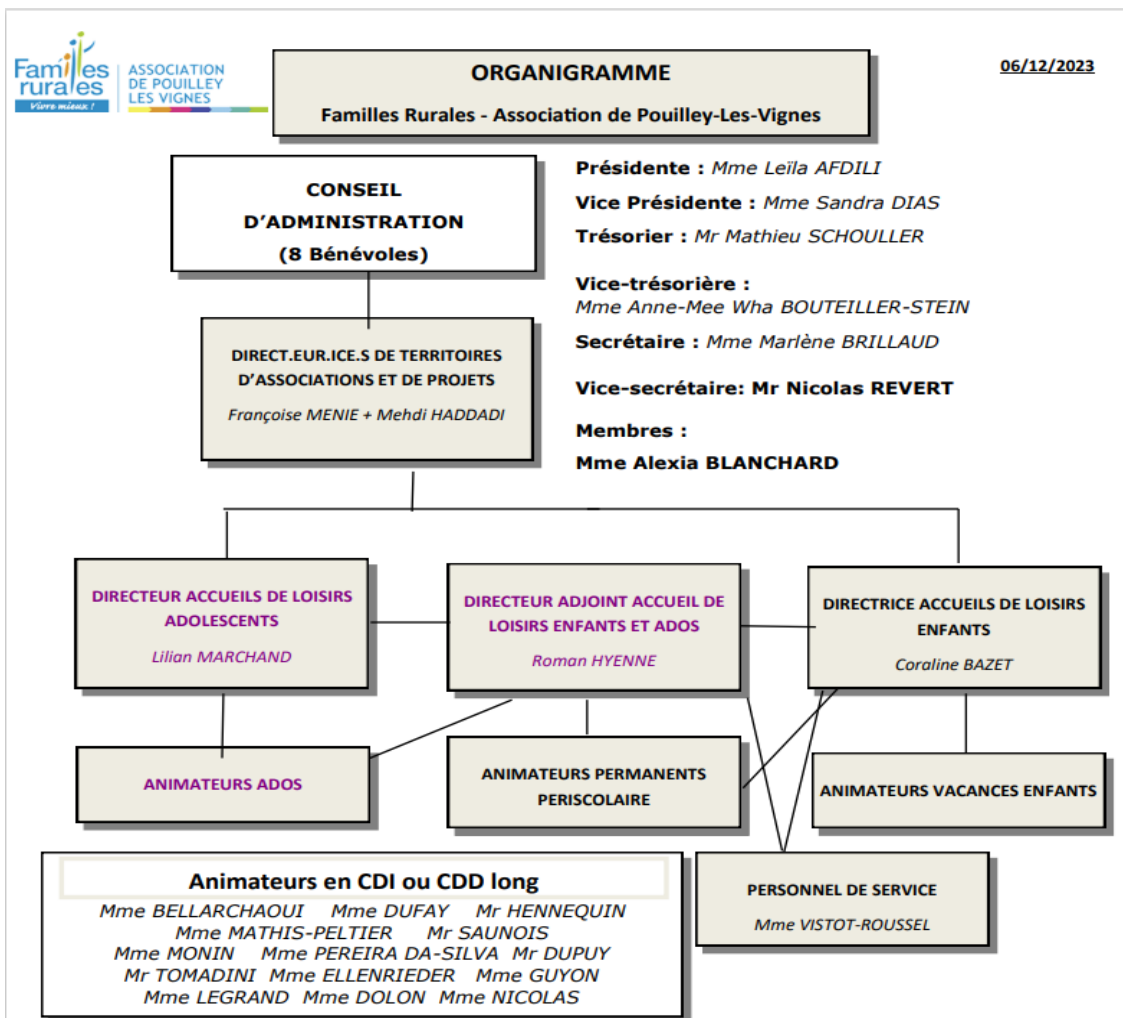 Familles
rurales
Vivre mieux !
ASSOCIATION
DE POUILLEY
LES VIGNES
ORGANIGRAMME
Familles Rurales - Association de Pouilley-Les-Vignes
06/12/2023
CONSEIL
D’ADMINISTRATION
(8 Bénévoles)
Présidente : Mme Leïla AFDILI
Vice Présidente : Mme Sandra DIAS
Trésorier : Mr Mathieu SCHOULLER
Vice-trésorière :
Mme Anne-Mee Wha BOUTEILLER-STEIN
Secrétaire : Mme Marlène BRILLAUD
Vice-secrétaire: Mr Nicolas REVERT
Membres :
Mme Alexia BLANCHARD
DIRECT.EUR.ICE.S DE TERRITOIRES
D’ASSOCIATIONS ET DE PROJETS
Françoise MENIE + Mehdi HADDADI
DIRECTEUR ACCUEILS DE LOISIRS
ADOLESCENTS
Lilian MARCHAND
DIRECTEUR ADJOINT ACCUEIL DE
LOISIRS ENFANTS ET ADOS
Roman HYENNE
DIRECTRICE ACCUEILS DE LOISIRS
ENFANTS
Coraline BAZET
ANIMATEURS ADOS
ANIMATEURS PERMANENTS
PERISCOLAIRE
ANIMATEURS VACANCES ENFANTS
Animateurs en CDI ou CDD long
Mme BELLARCHAOUI Mme DUFAY Mr HENNEQUIN
Mme MATHIS-PELTIER Mr SAUNOIS
Mme MONIN Mme PEREIRA DA-SILVA Mr DUPUY
Mr TOMADINI Mme ELLENRIEDER Mme GUYON
Mme LEGRAND Mme DOLON Mme NICOLAS
PERSONNEL DE SERVICE
Mme VISTOT-ROUSSEL